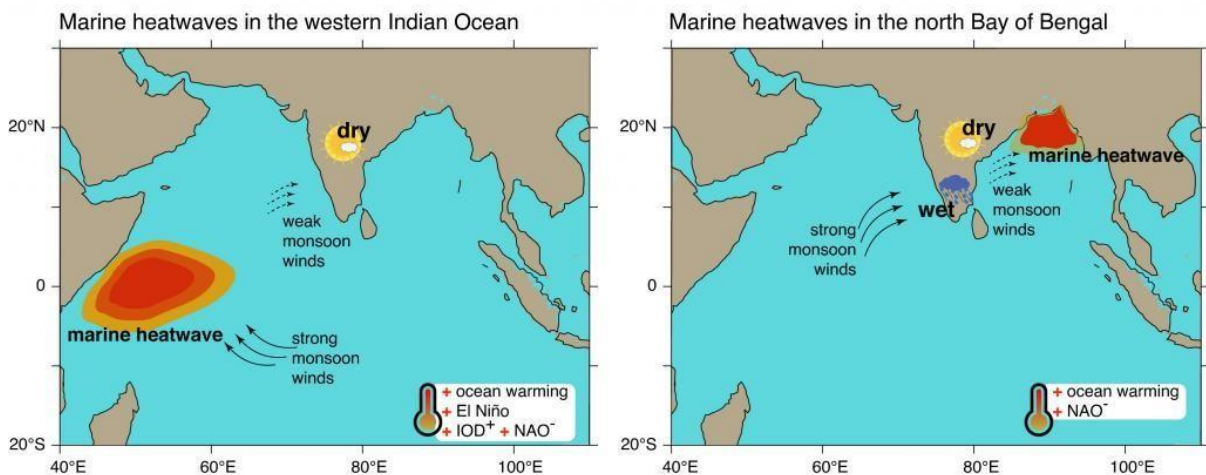 Marine heatwaves in the western Indian Ocean
20°N
0
20°S
40°E
60°E
80°E
100°E
dry
weak
monsoon
winds
marine heatwave
strong
monsoon
winds
+ ocean warming
+ El Niño
+ IOD⁺ + NAO⁻
Marine heatwaves in the north Bay of Bengal
20°N
0
20°S
40°E
60°E
80°E
100°E
dry
marine heatwave
wet
weak
monsoon
winds
strong
monsoon
winds
+ ocean warming
+ NAO⁻